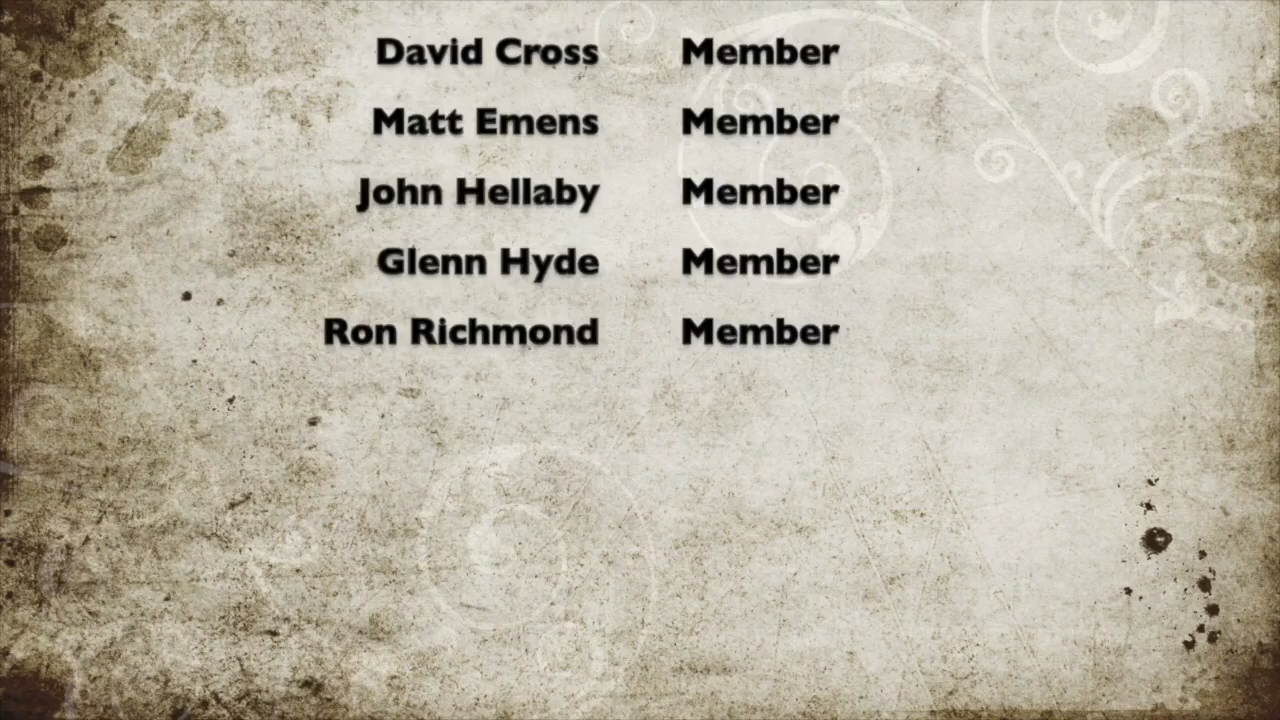 David Cross Member
Matt Emens Member
John Hellaby Member
Glenn Hyde Member
Ron Richmond Member